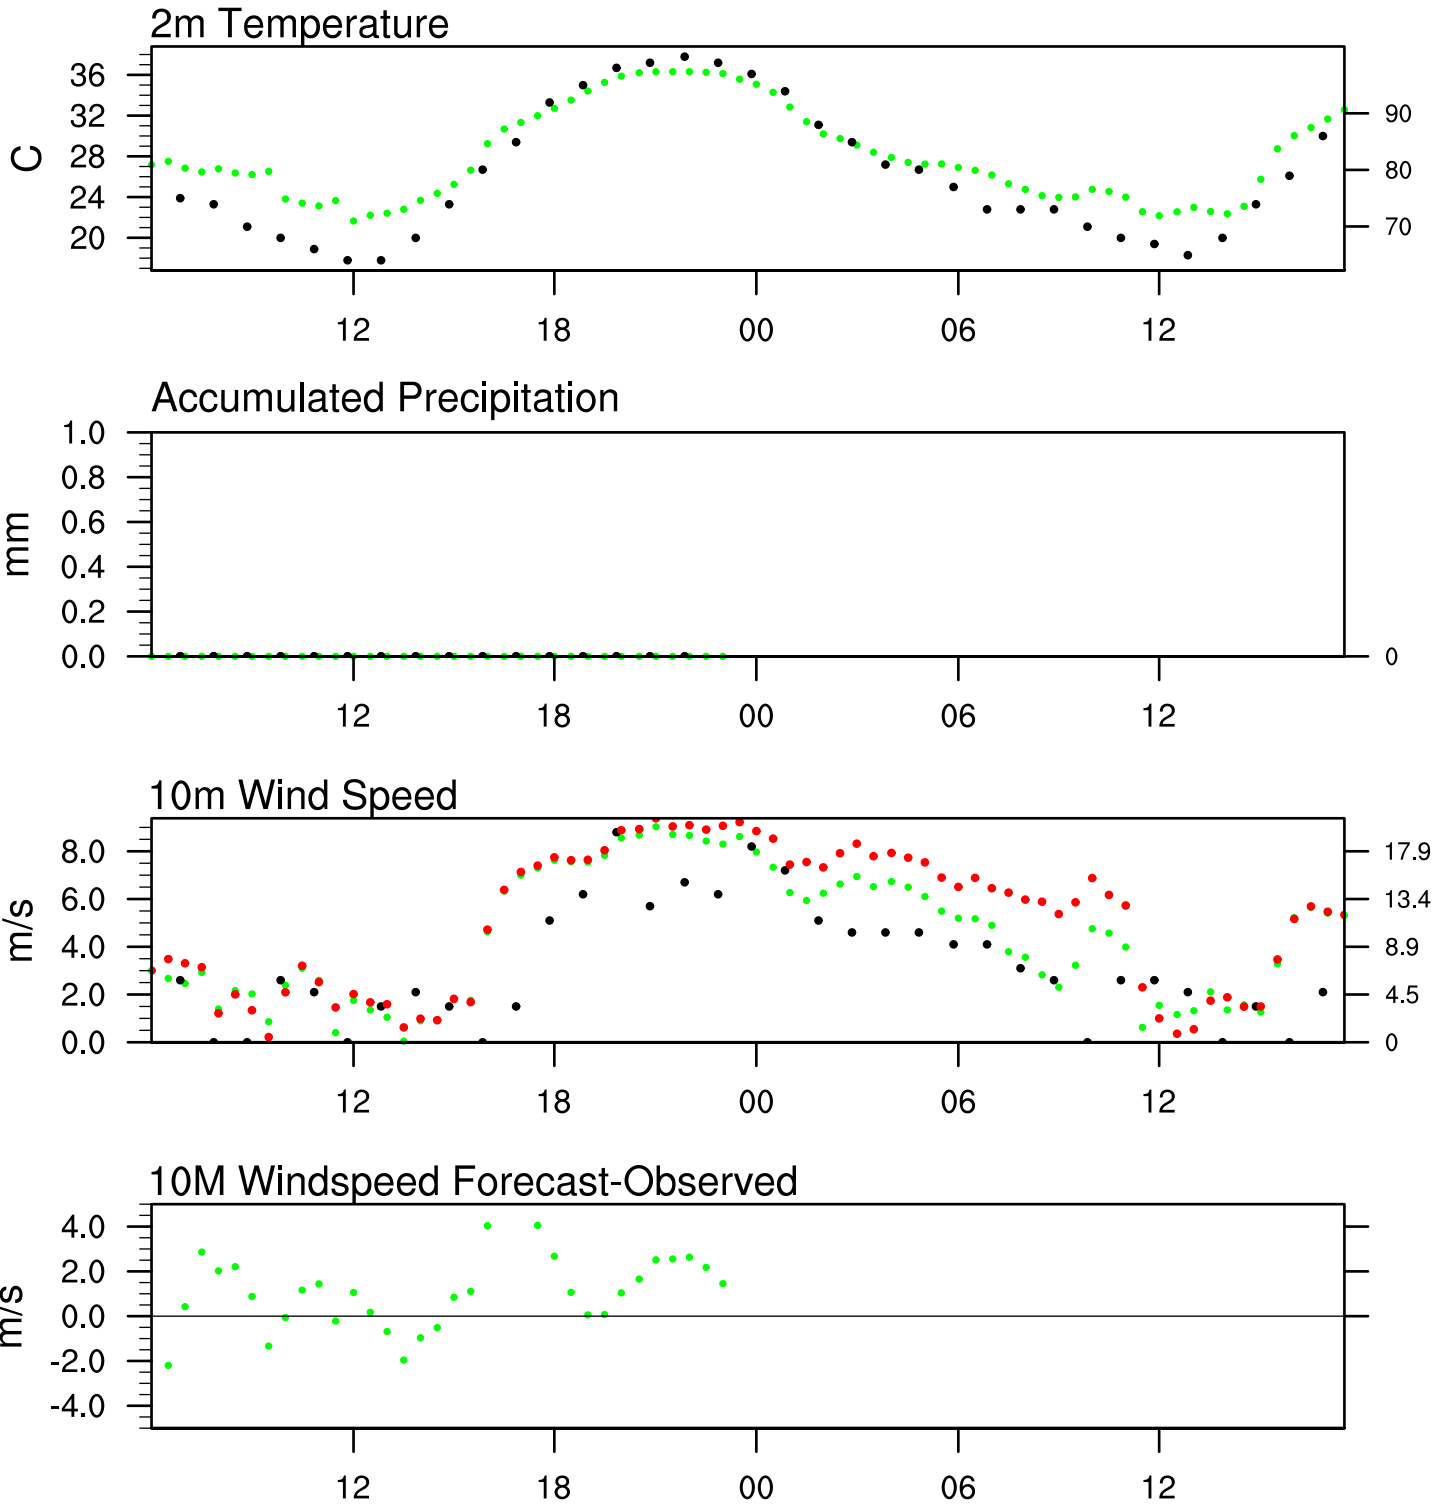 2m Temperature
C
36
32
28
24
20
90
80
70
12 18 00 06 12
Accumulated Precipitation
mm
1.0
0.8
0.6
0.4
0.2
0.0
0
12 18 00 06 12
10m Wind Speed
m/s
8.0 17.9
6.0 13.4
4.0 8.9
2.0 4.5
0.0 0
12 18 00 06 12
10M Windspeed Forecast-Observed
m/s
4.0
2.0
0.0
-2.0
-4.0
12 18 00 06 12